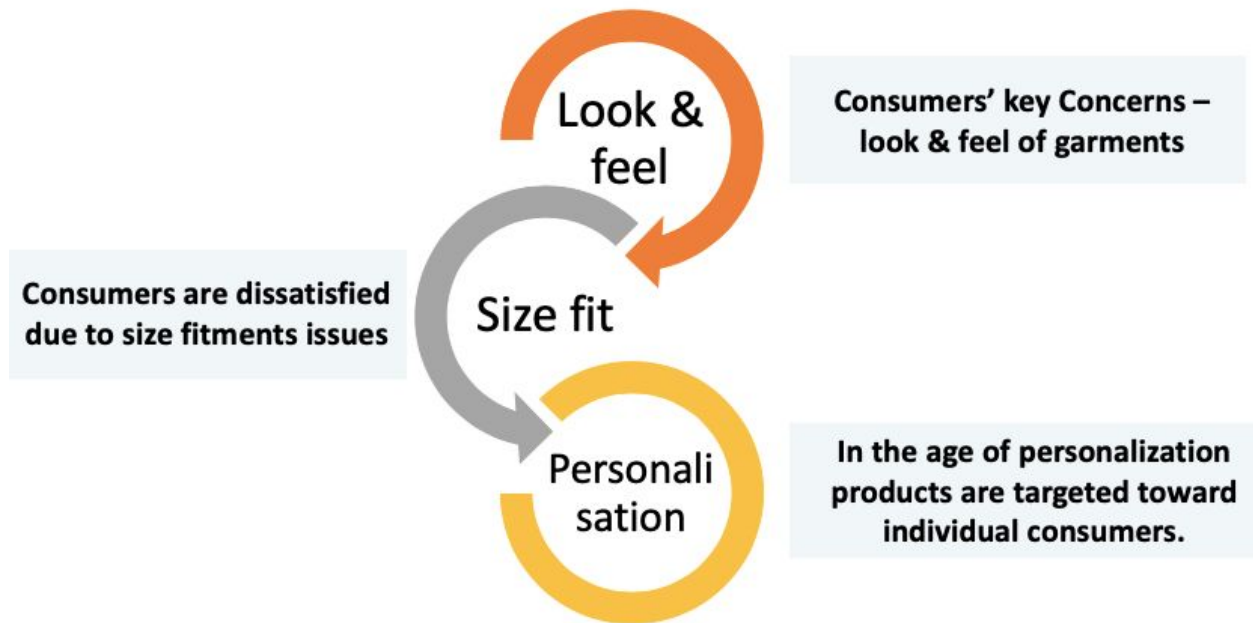 Look &
feel
Consumers’ key Concerns –
look & feel of garments
Consumers are dissatisfied
due to size fitments issues
Size fit
Personali
sation
In the age of personalization
products are targeted toward
individual consumers.